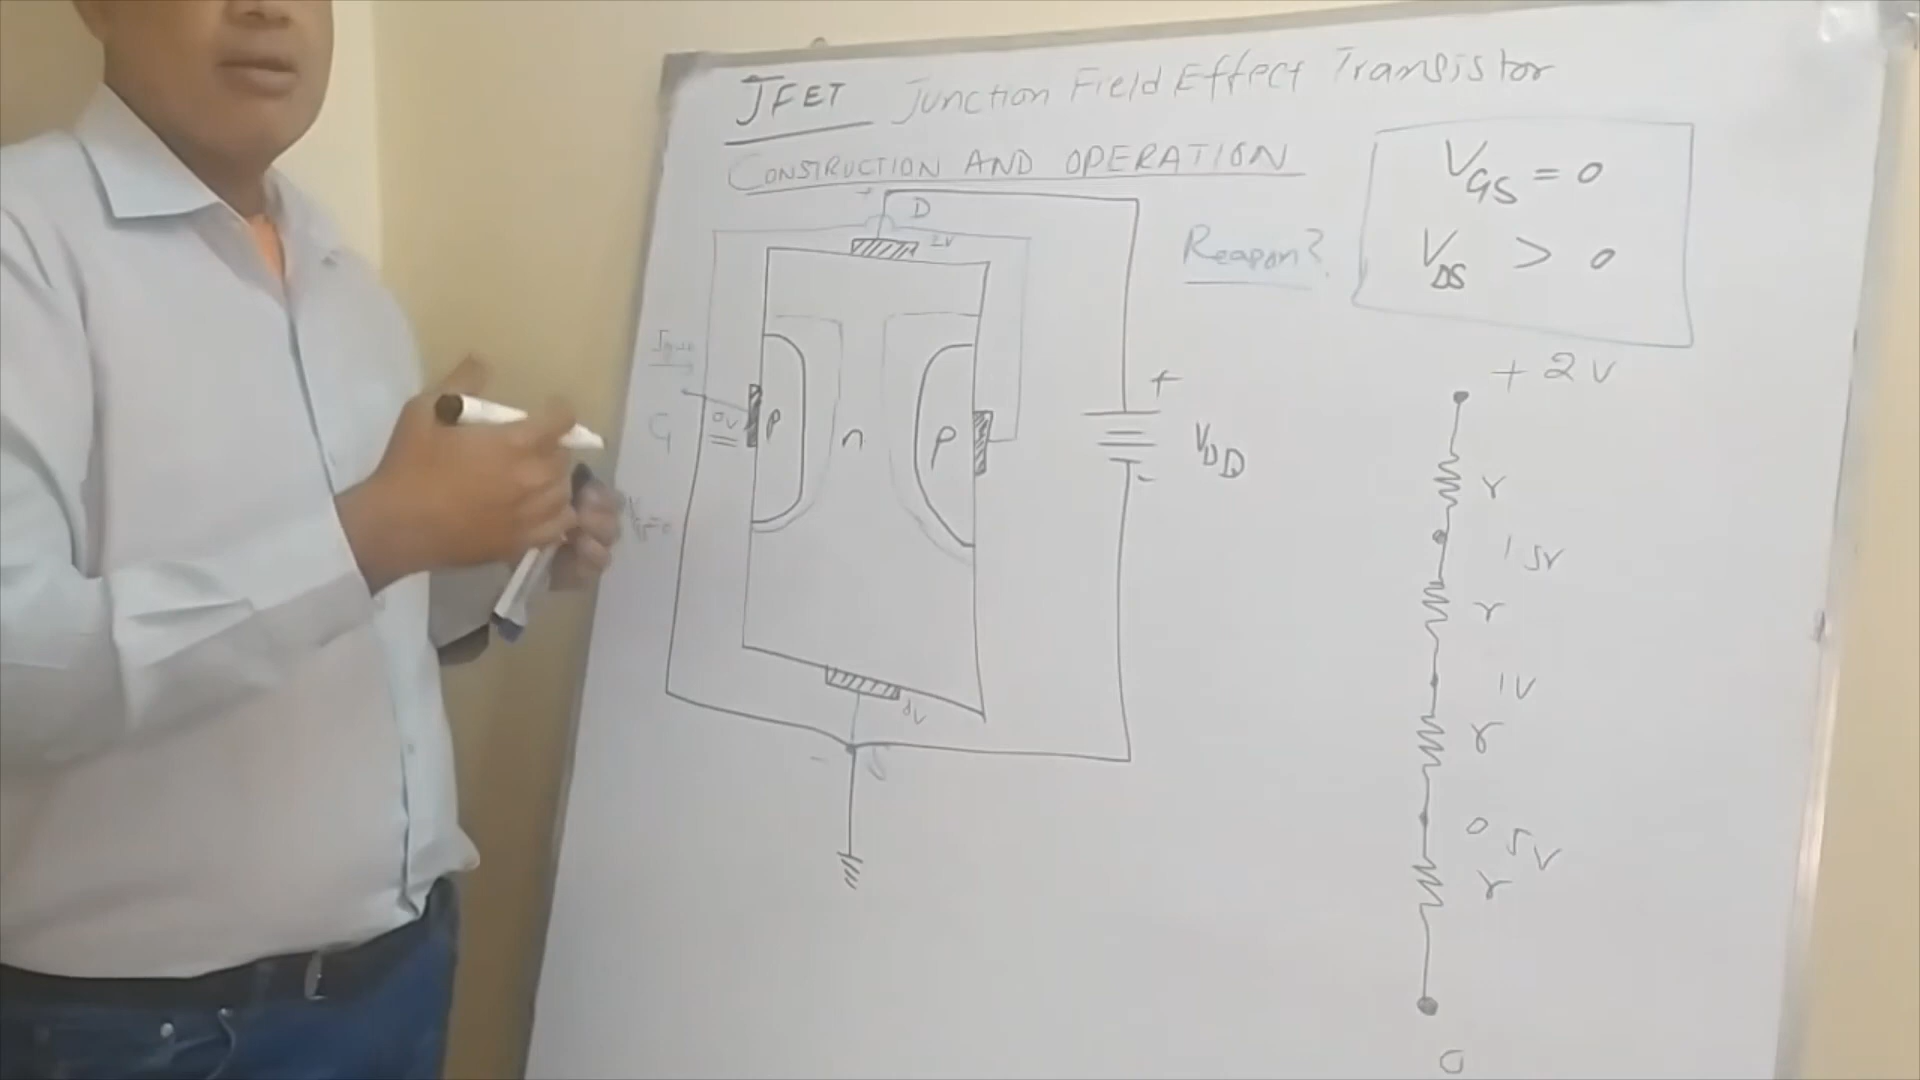 JFET Junction Field Effect Transistor
CONSTRUCTION AND OPERATION
VGS = 0
VDS > 0
Reason?
+
D
2V
G
0V
P
n
P
+
VDD
-
0V
-
S
+ 2V
r
1.5V
r
1V
r
0.5V
r
0